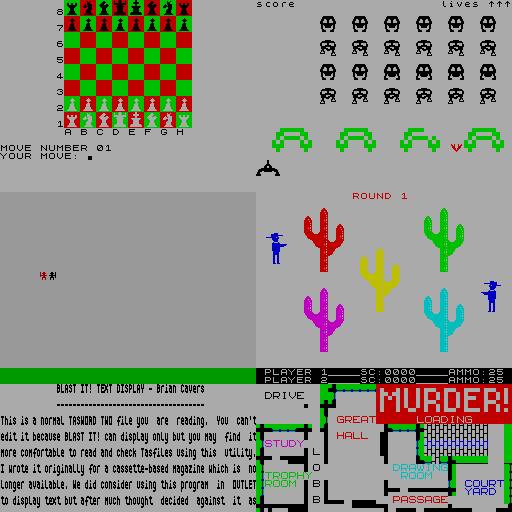 8
7
6
5
4
3
2
1
A B C D E F G H
MOVE NUMBER 01
YOUR MOVE:
score lives ↑↑↑
ROUND 1
PLAYER 1 SC:0000 AMMO:25
PLAYER 2 SC:0000 AMMO:25
BLAST IT! TEXT DISPLAY - Brian Cavers
----------------------------------------
This is a normal TASWORD TWO file you are reading. You can't
edit it because BLAST IT! can display only but you may find it
more comfortable to read and check Tasfiles using this utility.
I wrote it originally for a cassette-based magazine which is no
longer available. We did consider using this program in OUTLET
to display text but after much thought decided against it as
DRIVE
MURDER!
LOADING
GREAT
HALL
STUDY
L
O
B
TROPHY
ROOM
DRAWING
ROOM
COURT
YARD
PASSAGE